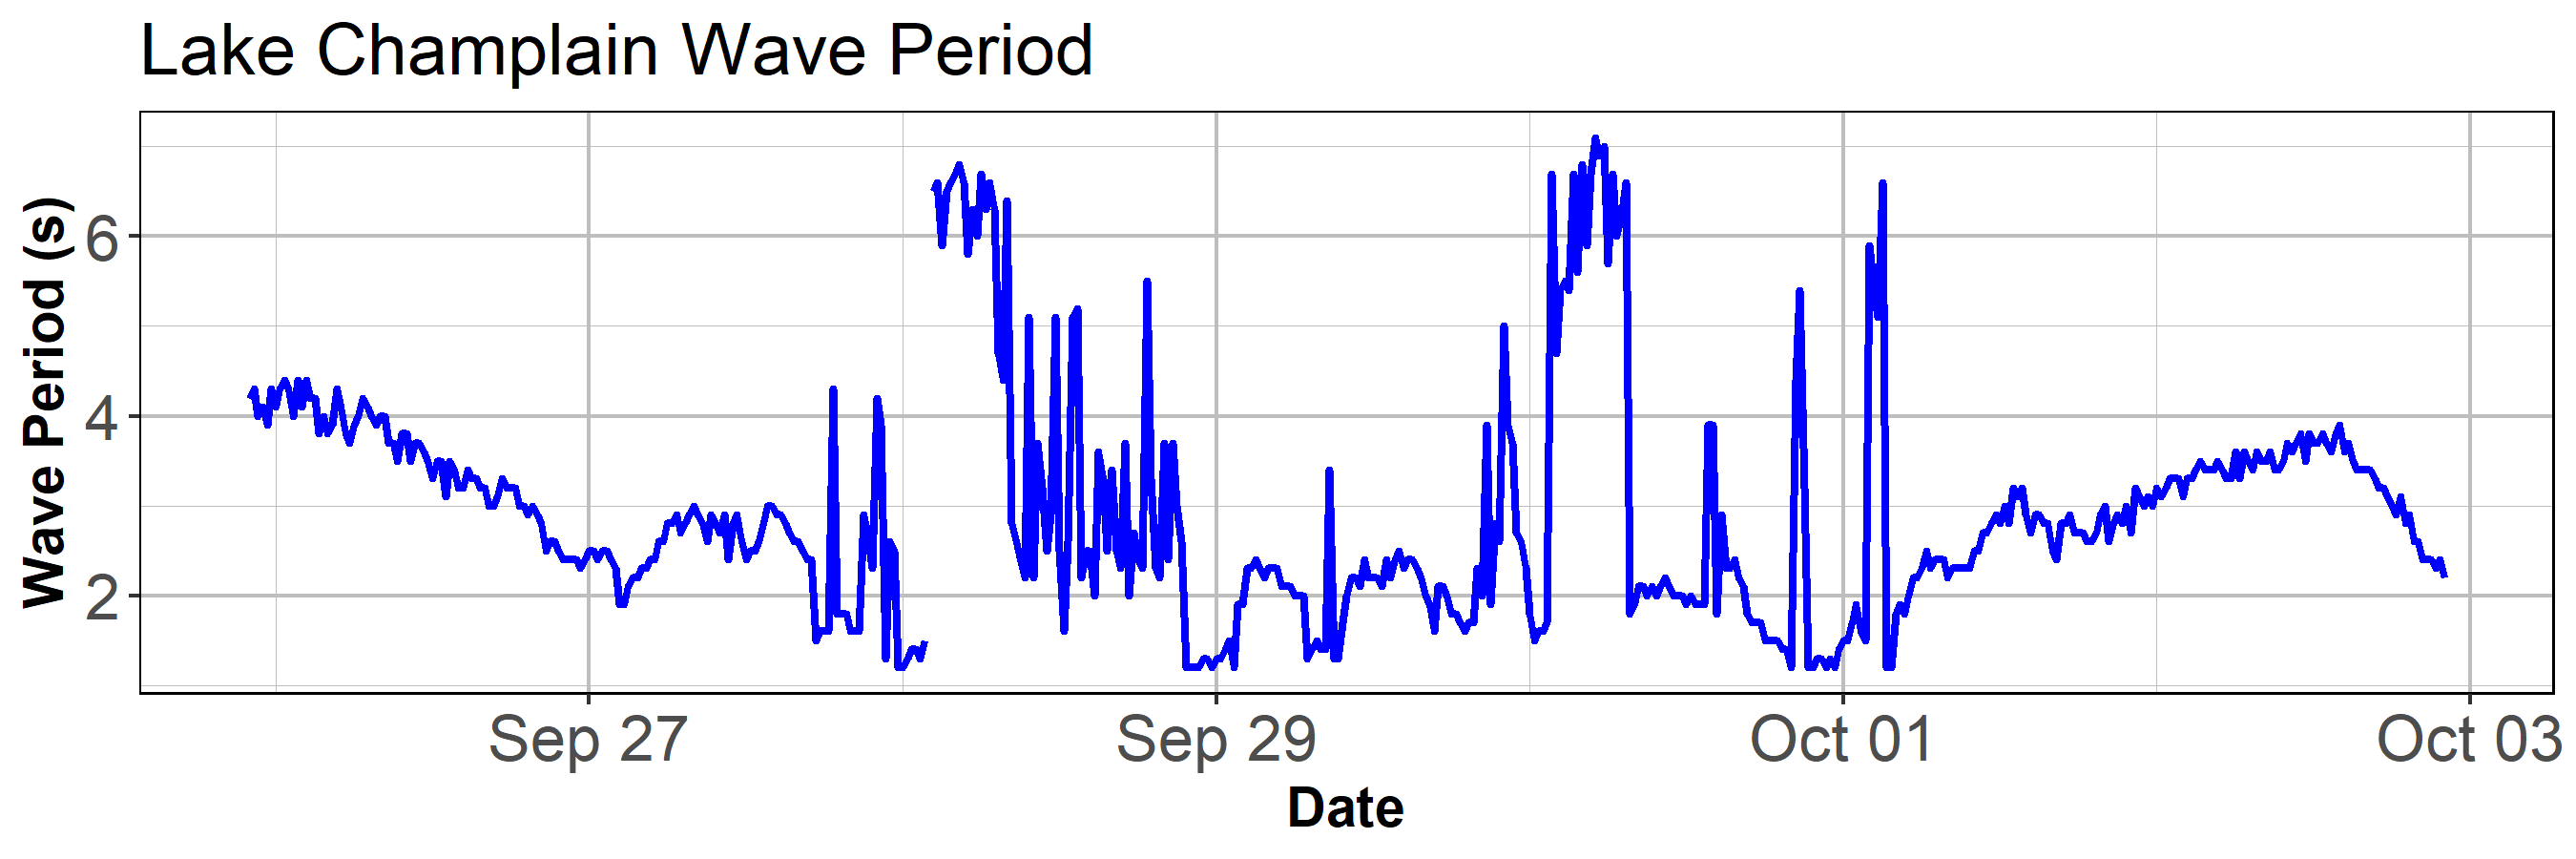 Lake Champlain Wave Period
Wave Period (s)
6
4
2
Sep 27
Sep 29
Oct 01
Oct 03
Date